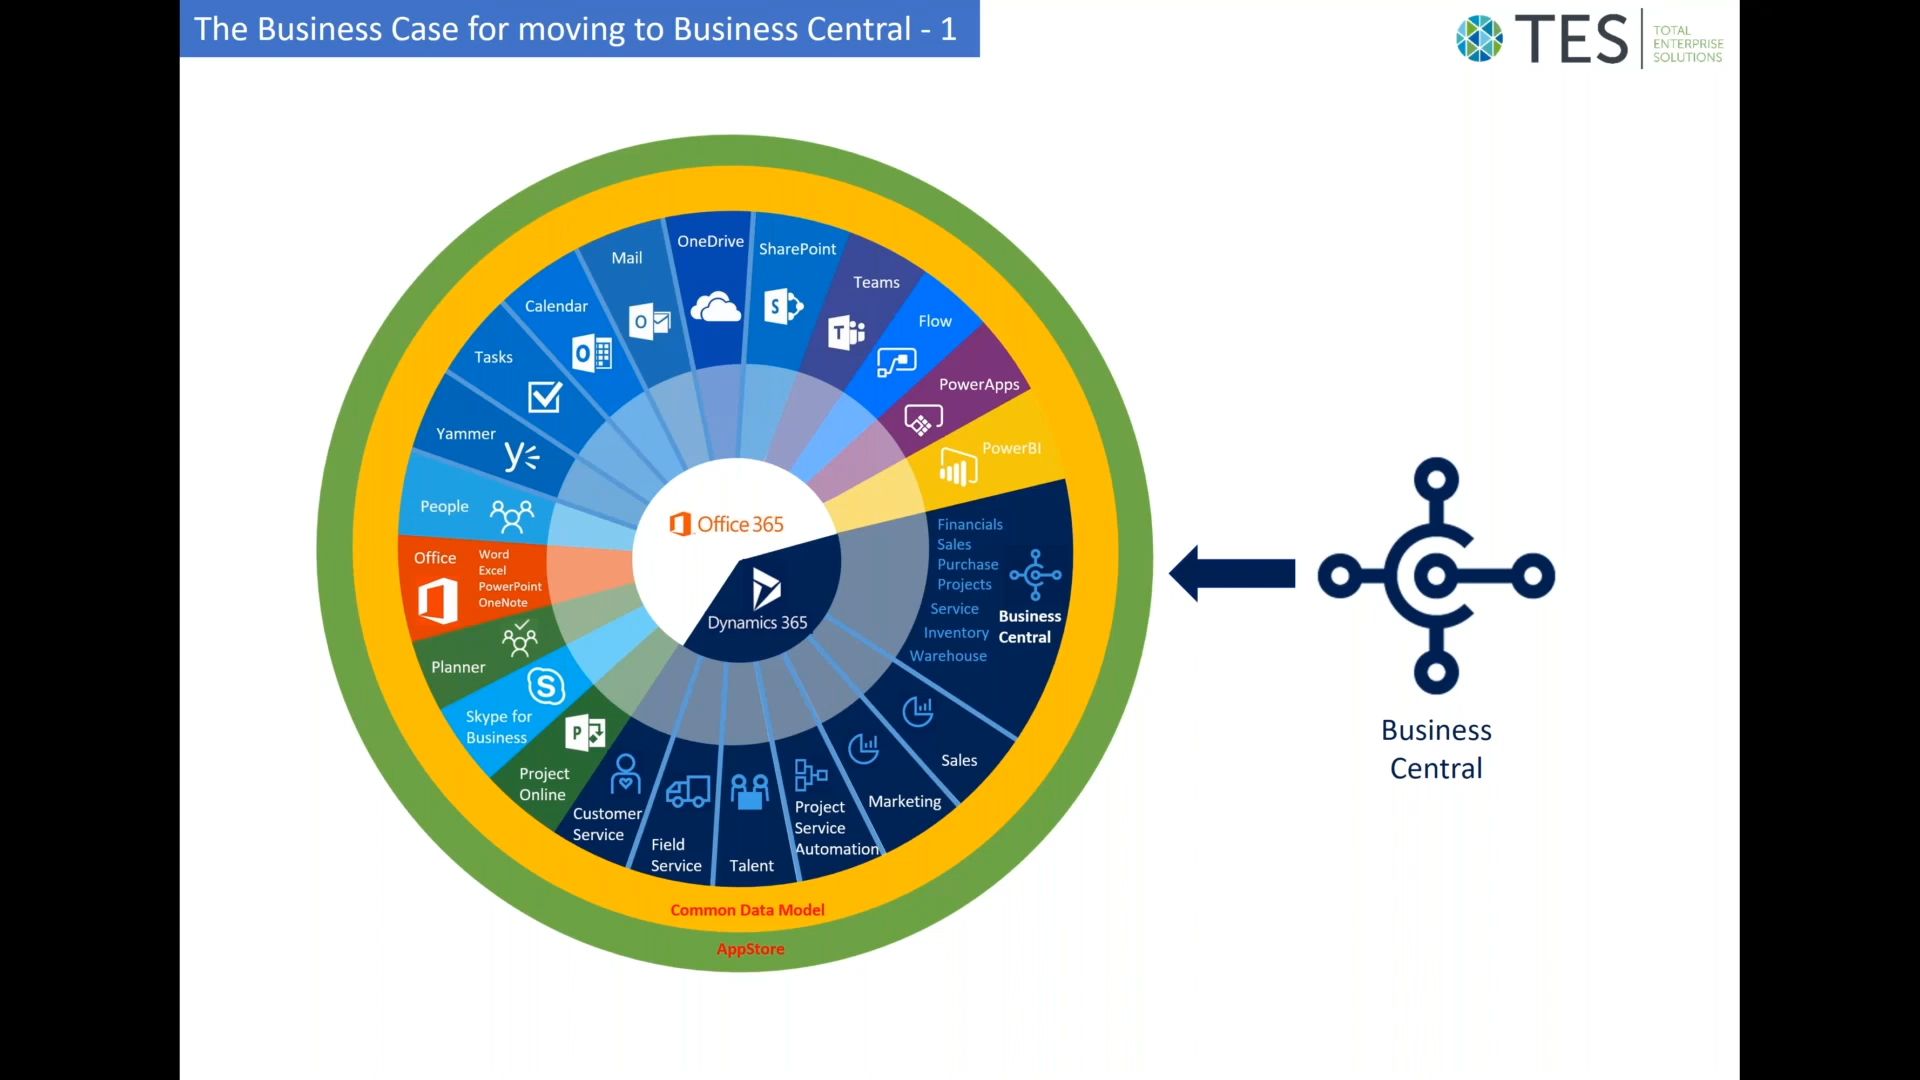 The Business Case for moving to Business Central - 1
TES
TOTAL
ENTERPRISE
SOLUTIONS
OneDrive
SharePoint
Mail
Teams
Calendar
Flow
Tasks
PowerApps
Yammer
PowerBI
People
Office 365
Office
Word
Excel
PowerPoint
OneNote
Financials
Sales
Purchase
Projects
Service
Inventory
Warehouse
Business
Central
Dynamics 365
Planner
Skype for
Business
Project
Online
Customer
Service
Field
Service
Talent
Project
Service
Automation
Marketing
Sales
Common Data Model
AppStore
Business
Central